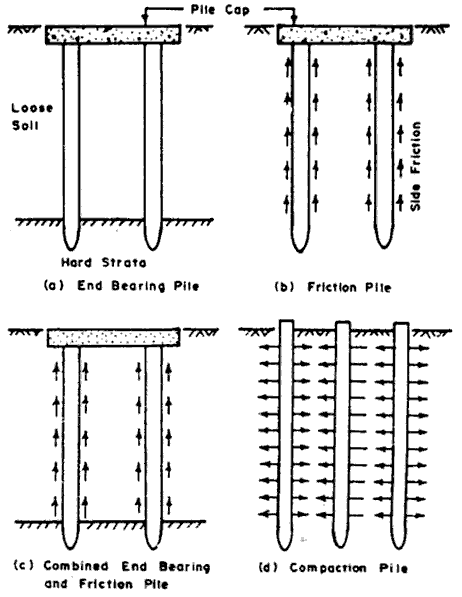 Pile Cap
Loose
Soil
Side Friction
Hard Strata
(a) End Bearing Pile
(b) Friction Pile
(c) Combined End Bearing
and Friction Pile
(d) Compaction Pile